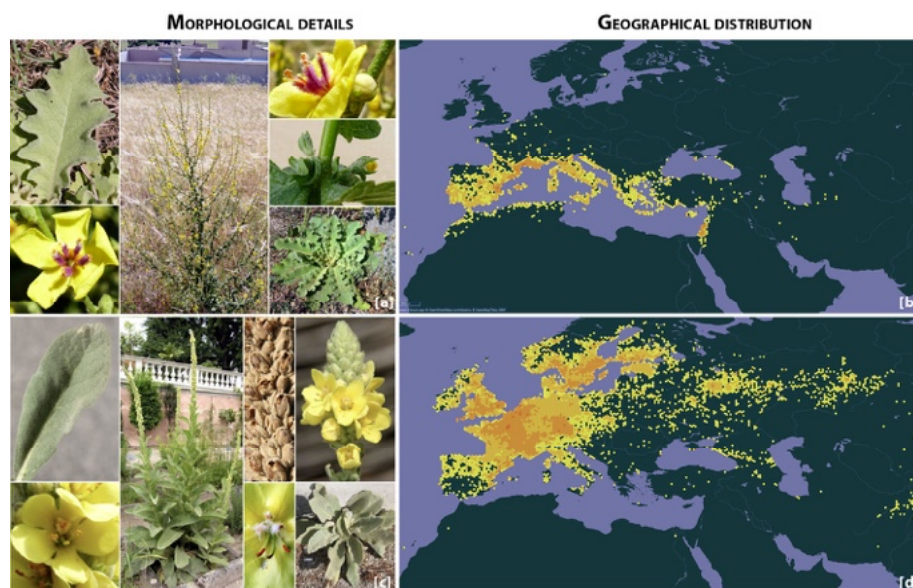 MORPHOLOGICAL DETAILS
GEOGRAPHICAL DISTRIBUTION
[a]
[b]
[c]
[d]